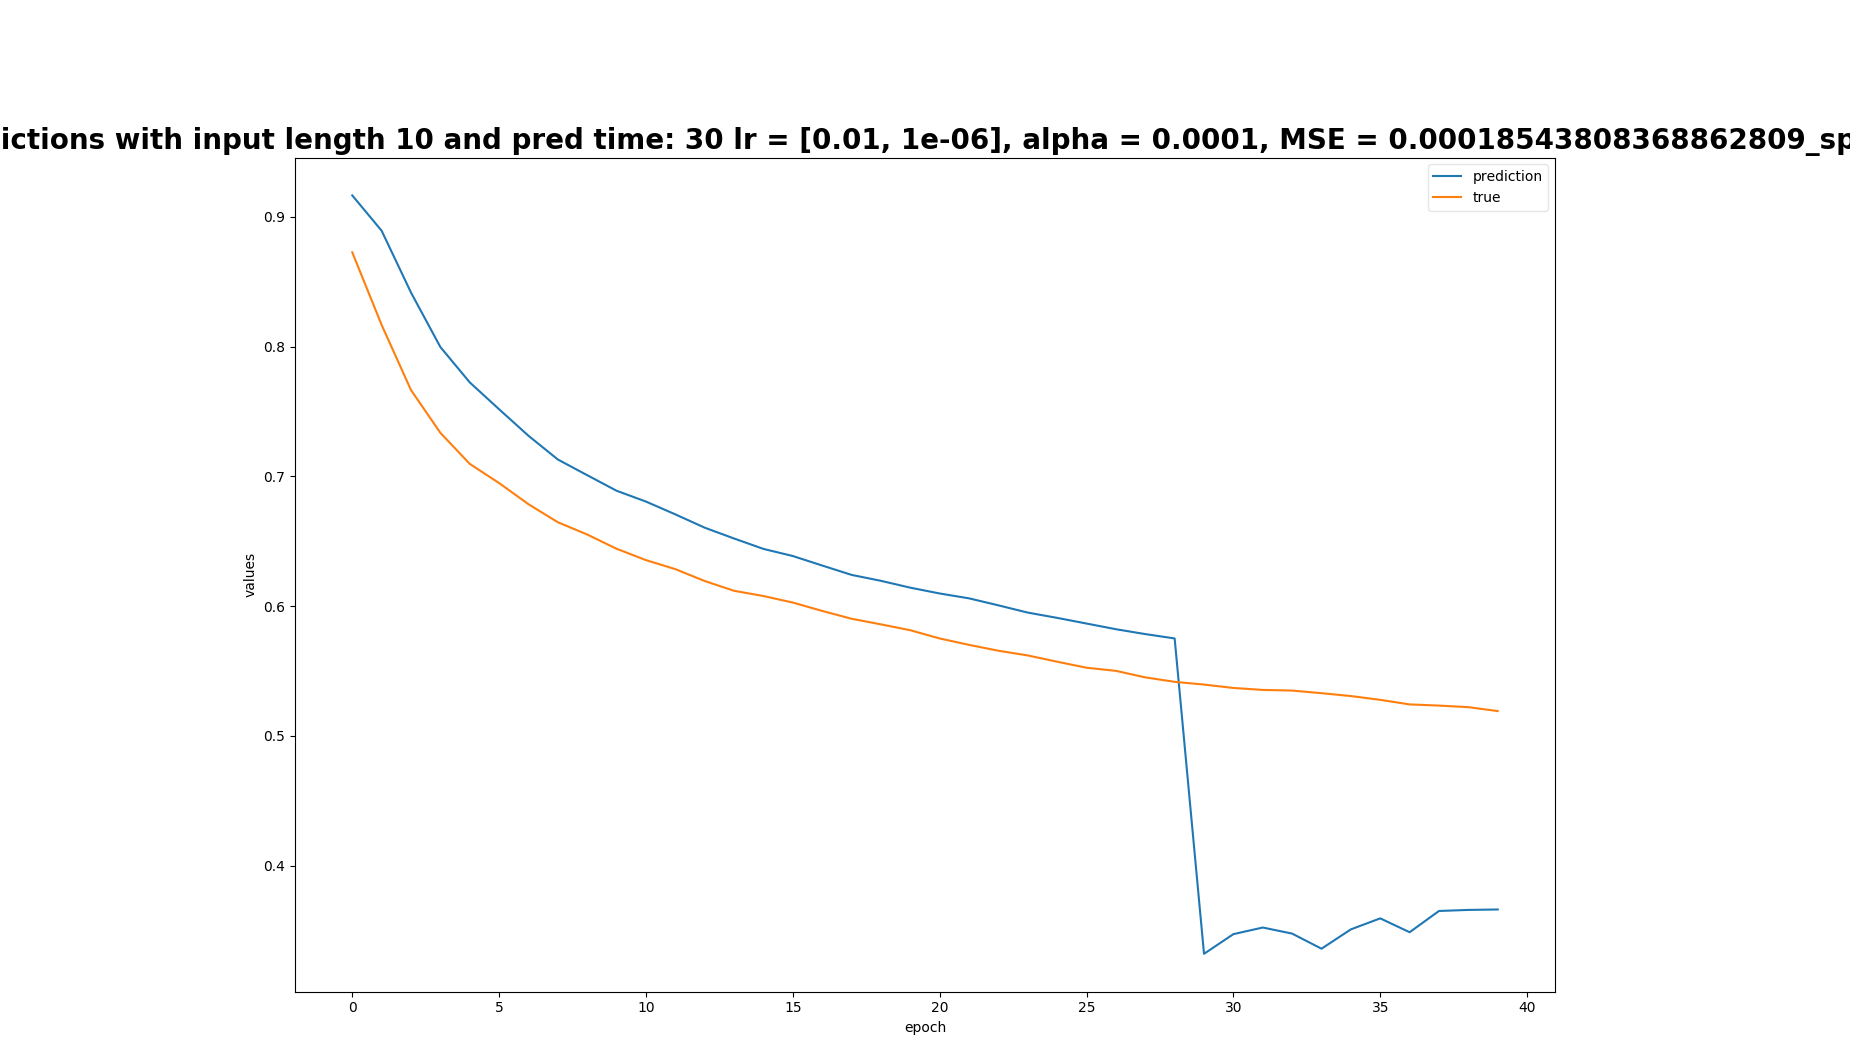 ictions with input length 10 and pred time: 30 lr = [0.01, 1e-06], alpha = 0.0001, MSE = 0.00018543808368862809_sp
prediction
true
0.9
0.8
0.7
0.6
0.5
0.4
values
0 5 10 15 20 25 30 35 40
epoch